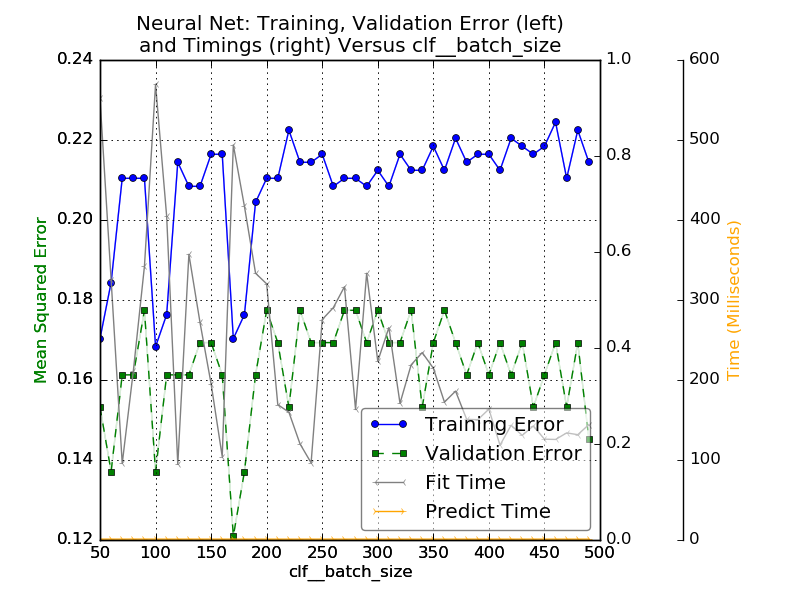 Neural Net: Training, Validation Error (left)
and Timings (right) Versus clf__batch_size
0.24
0.22
0.20
0.18
0.16
0.14
0.12
Mean Squared Error
1.0
0.8
0.6
0.4
0.2
0.0
600
500
400
300
200
100
0
Time (Milliseconds)
Training Error
Validation Error
Fit Time
Predict Time
50 100 150 200 250 300 350 400 450 500
clf__batch_size